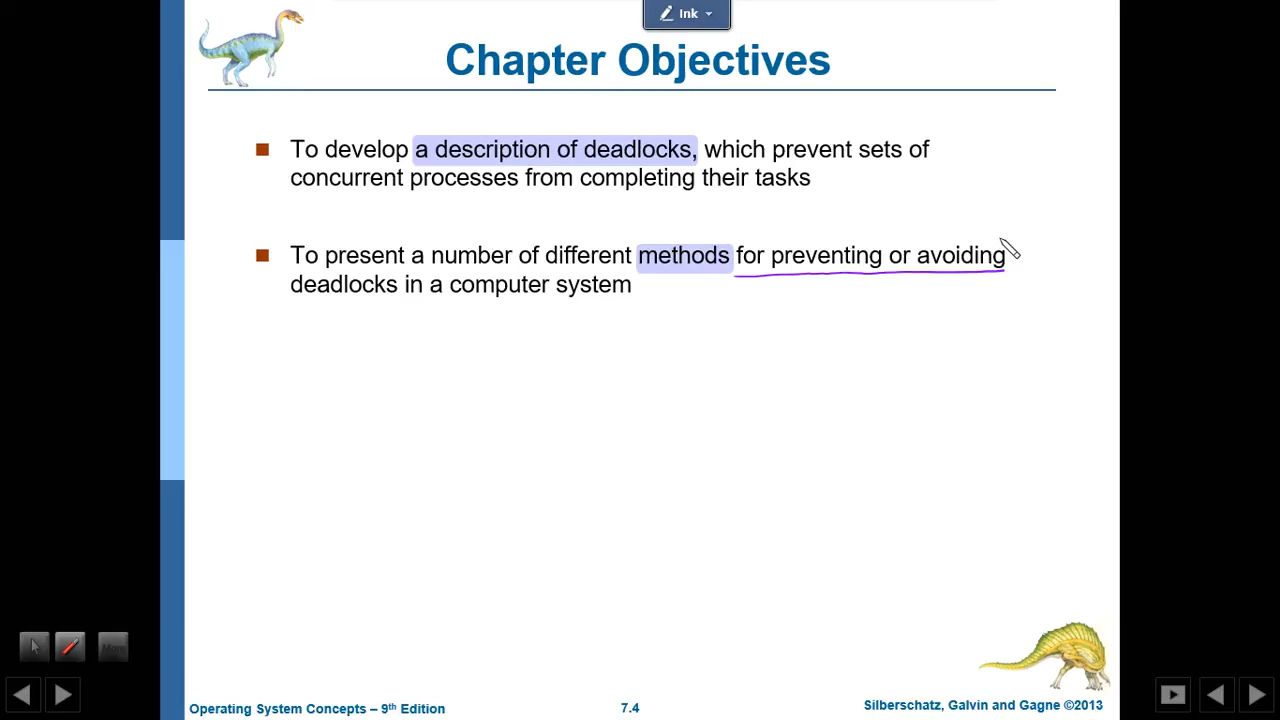 Ink
Chapter Objectives
To develop a description of deadlocks, which prevent sets of
concurrent processes from completing their tasks
To present a number of different methods for preventing or avoiding
deadlocks in a computer system
More
Operating System Concepts – 9th Edition
7.4
Silberschatz, Galvin and Gagne ©2013